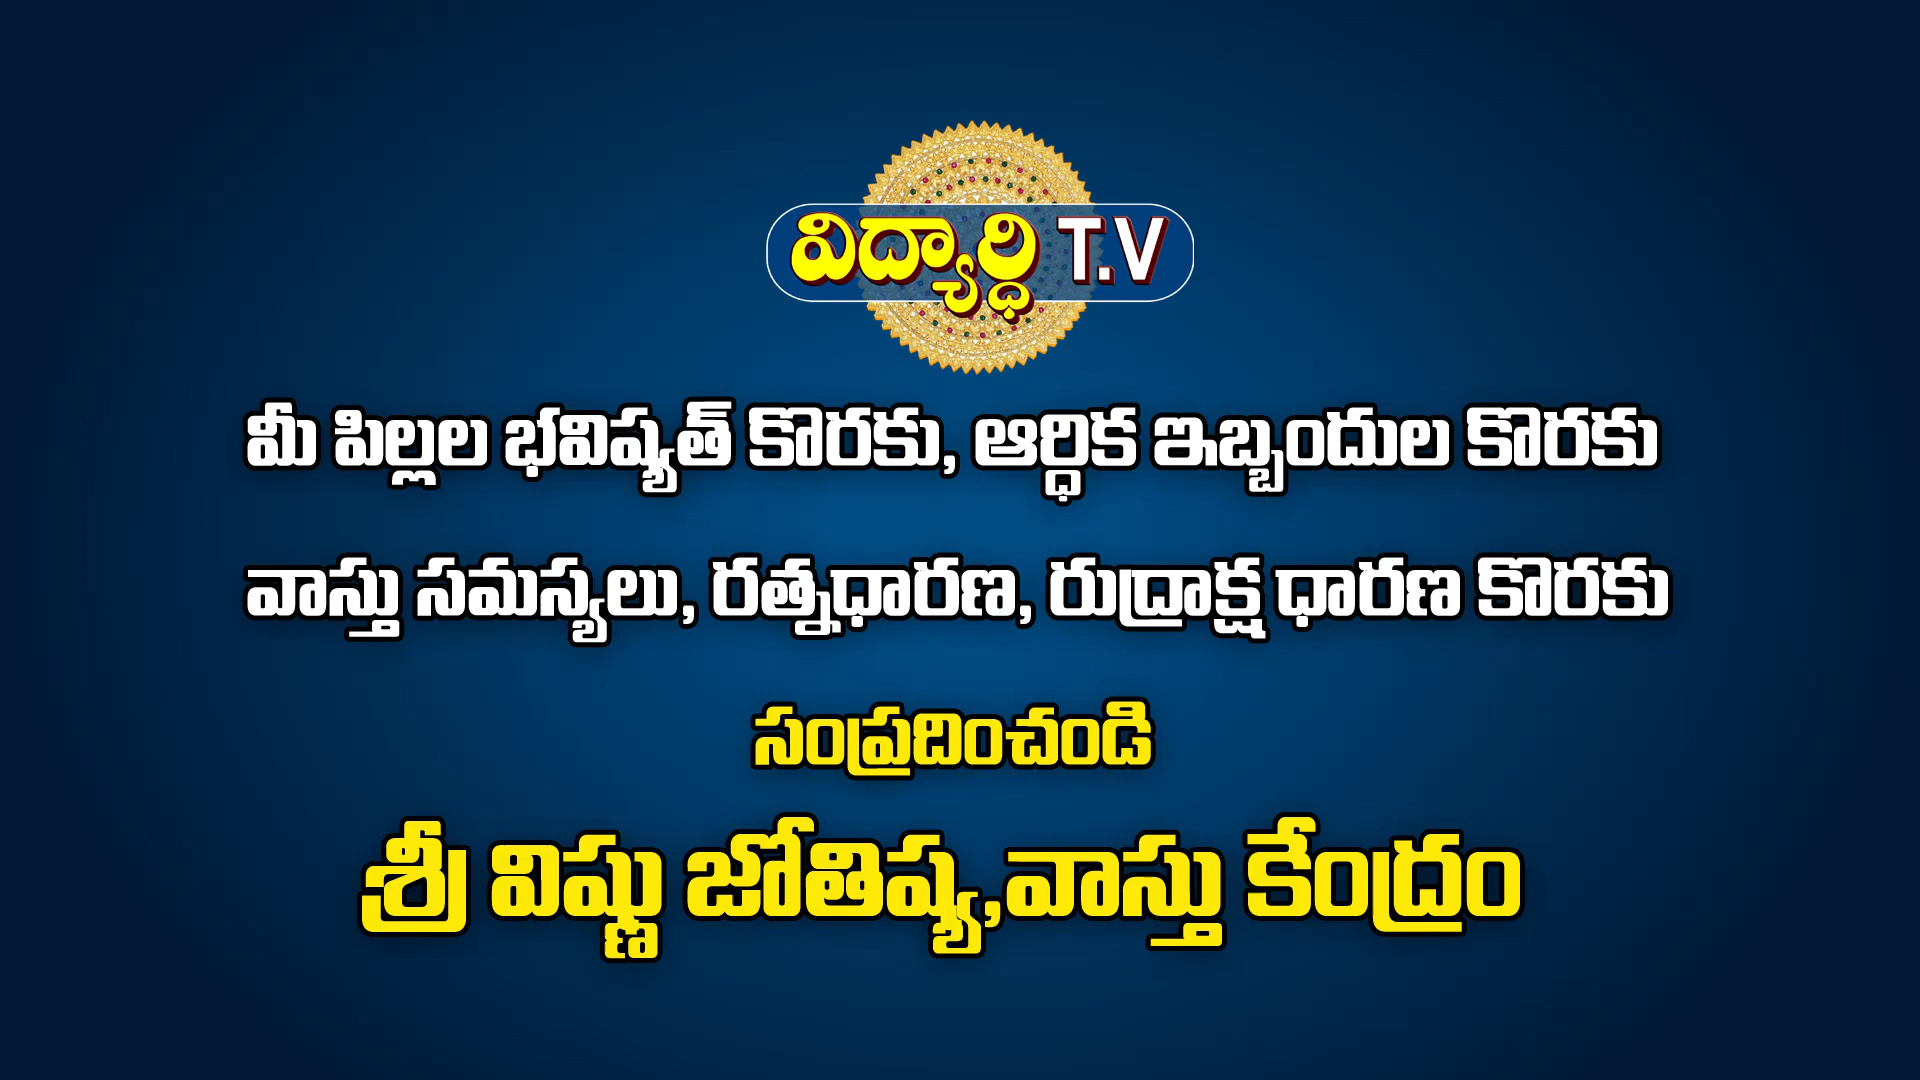 విద్యార్థి T.V
మీ పిల్లల భవిష్యత్ కొరకు, ఆర్ధిక ఇబ్బందుల కొరకు
వాస్తు సమస్యలు, రత్నధారణ, రుద్రాక్ష ధారణ కొరకు
సంప్రదించండి
శ్రీ విష్ణు జోతిష్య,వాస్తు కేంద్రం